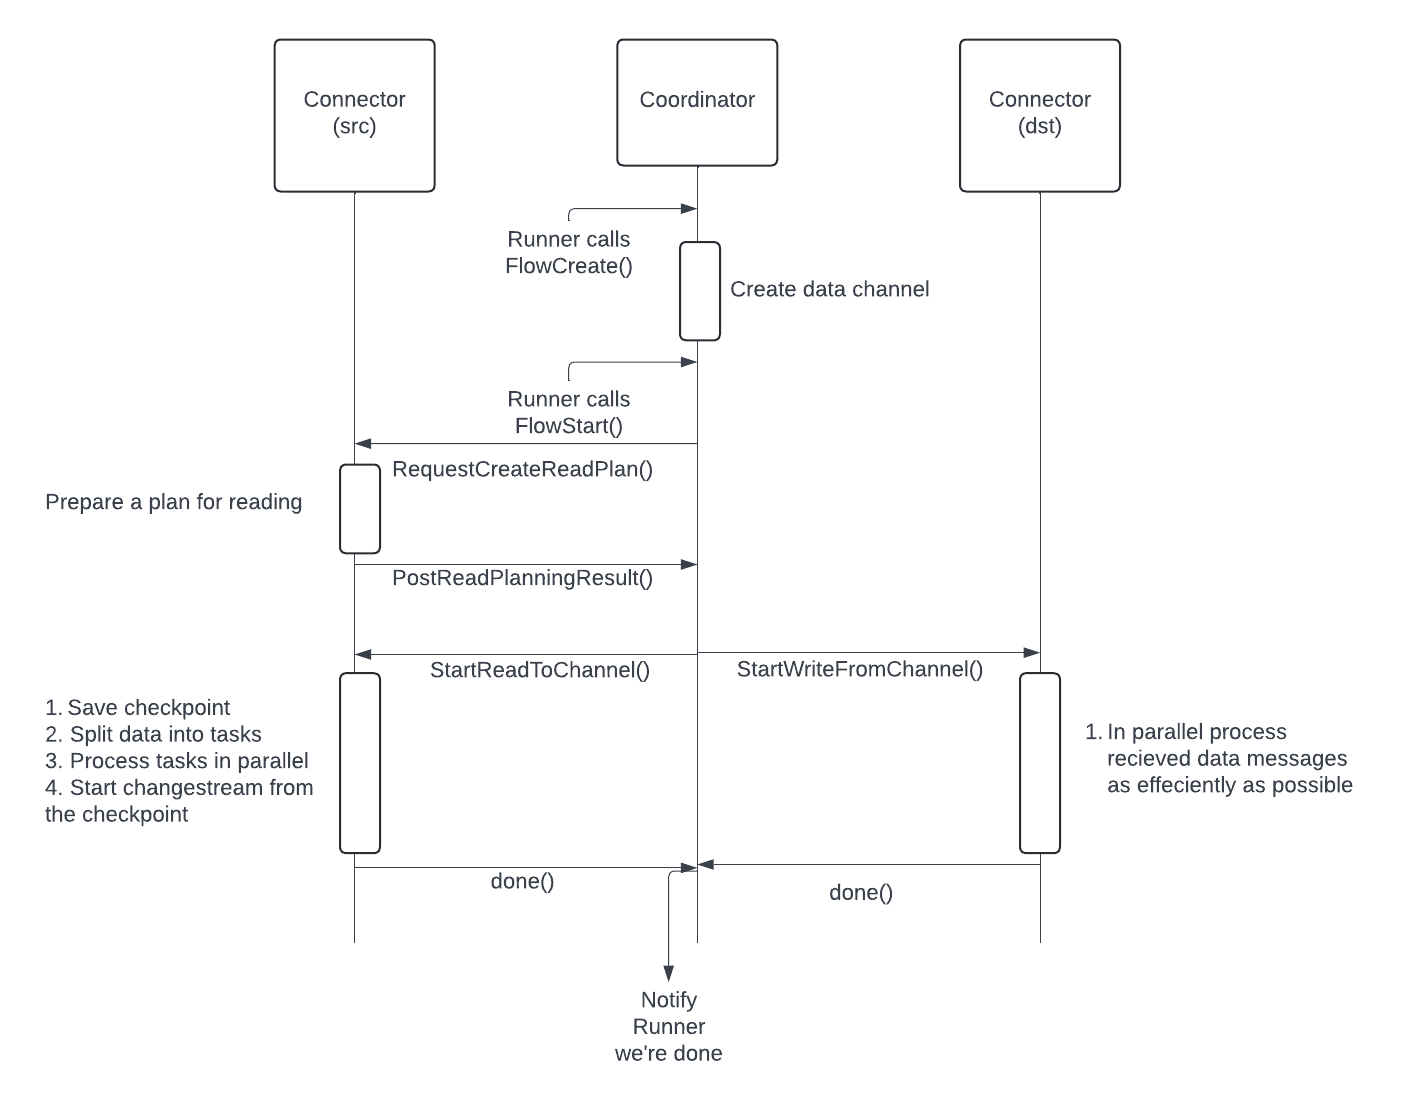 Connector
(src)
Coordinator
Connector
(dst)
Runner calls
FlowCreate()
Create data channel
Runner calls
FlowStart()
RequestCreateReadPlan()
Prepare a plan for reading
PostReadPlanningResult()
StartReadToChannel()
StartWriteFromChannel()
1. Save checkpoint
2. Split data into tasks
3. Process tasks in parallel
4. Start changestream from
the checkpoint
1. In parallel process
recieved data messages
as effeciently as possible
done()
done()
Notify
Runner
we're done